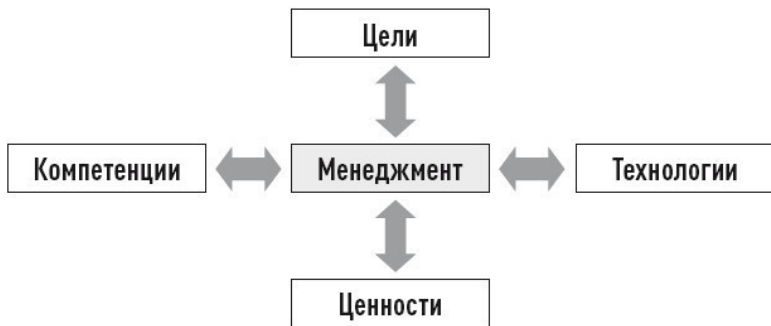 Цели
Компетенции
Менеджмент
Технологии
Ценности